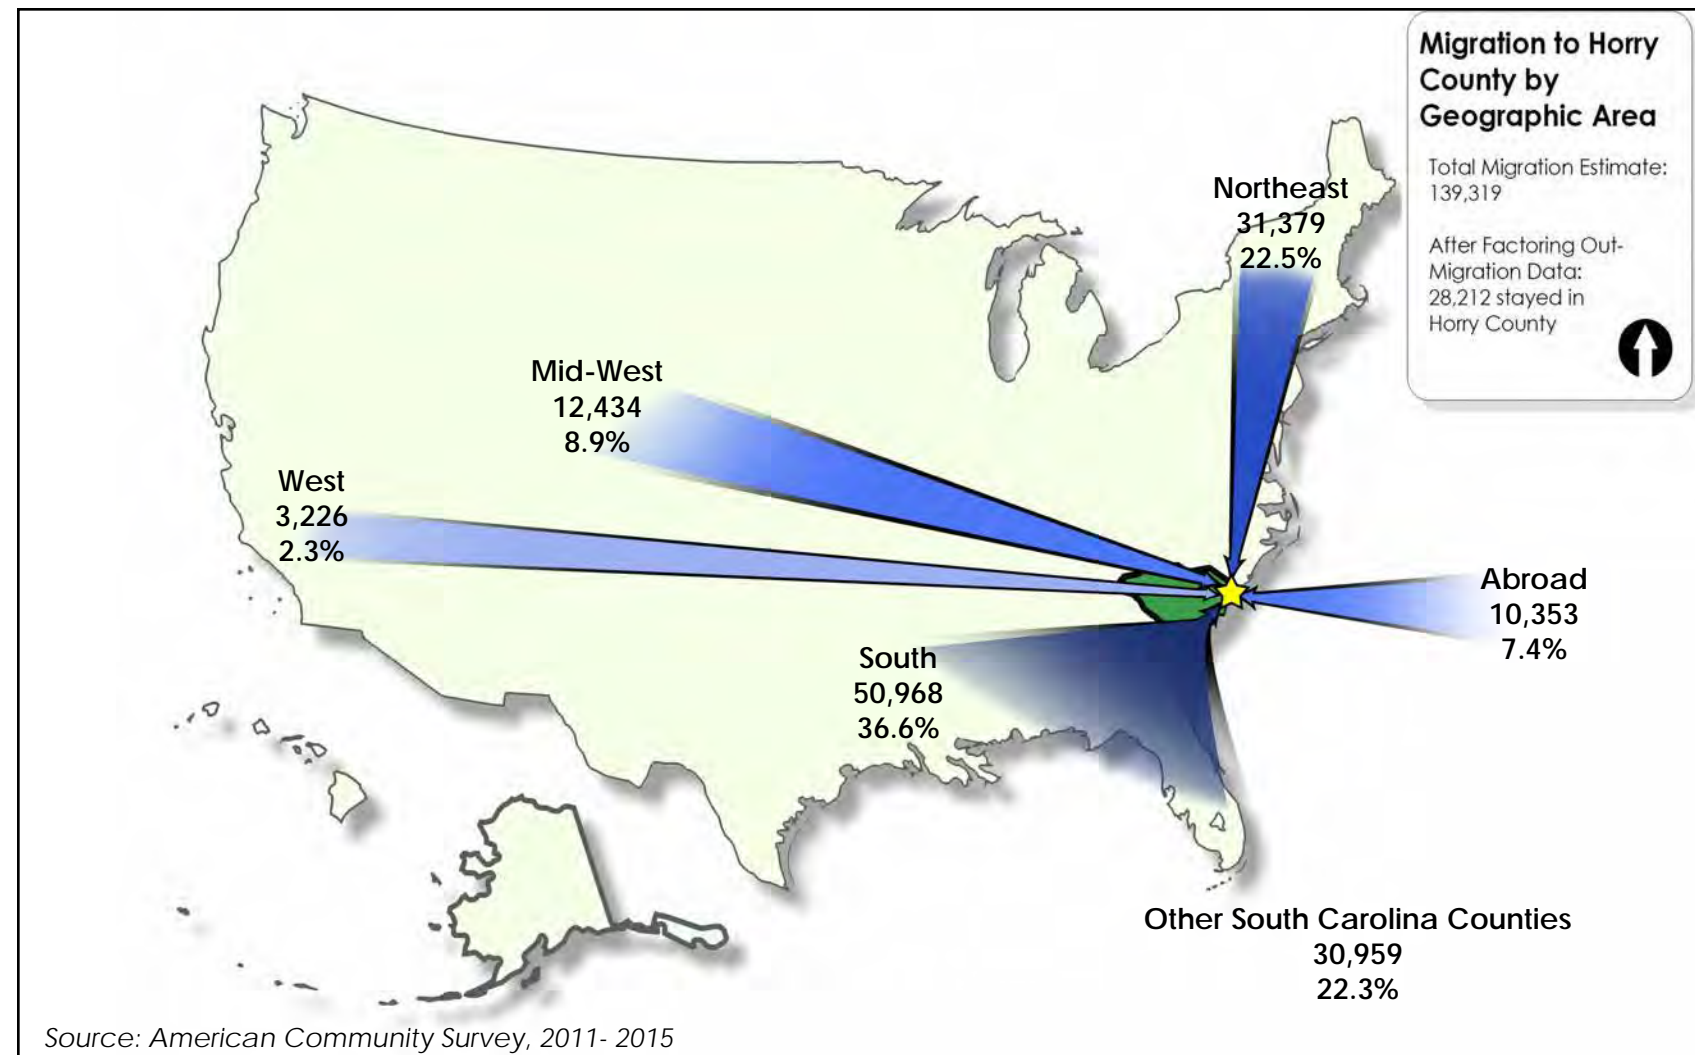 Migration to Horry
County by
Geographic Area
Total Migration Estimate:
139,319
After Factoring Out-
Migration Data:
28,212 stayed in
Horry County
Northeast
31,379
22.5%
Mid-West
12,434
8.9%
West
3,226
2.3%
Abroad
10,353
7.4%
South
50,968
36.6%
Other South Carolina Counties
30,959
22.3%
Source: American Community Survey, 2011- 2015